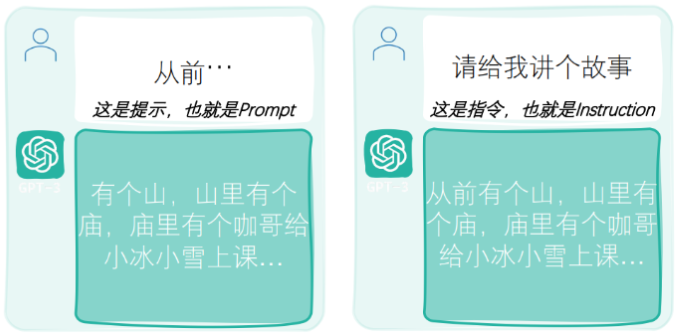 从前…
这是提示，也就是Prompt
GPT-3
有个山，山里有个
庙，庙里有个咖哥给
小冰小雪上课...
请给我讲个故事
这是指令，也就是Instruction
GPT-3
从前有个山，山里有
个庙，庙里有个咖哥
给小冰小雪上课...